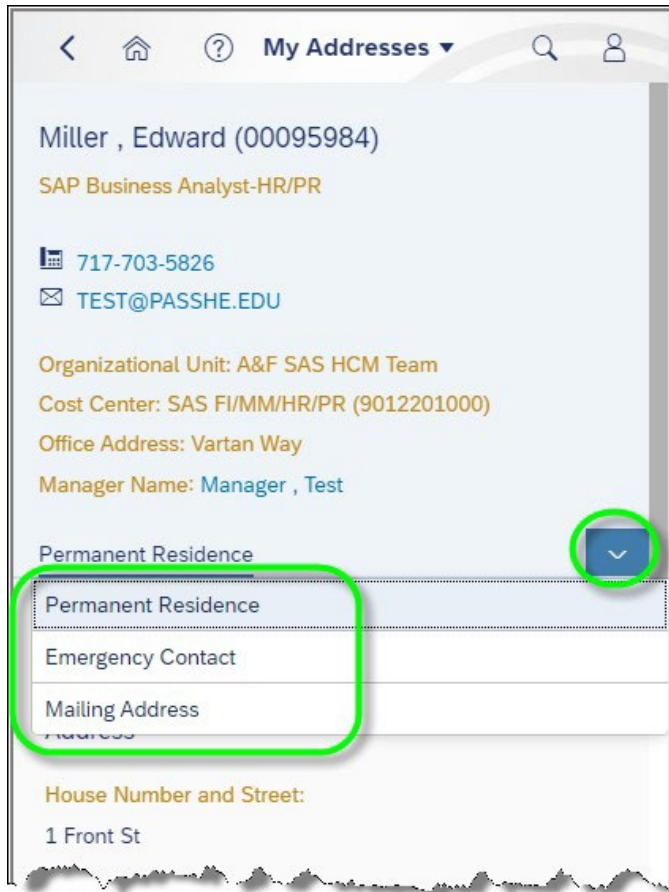 My Addresses
Miller , Edward (00095984)
SAP Business Analyst-HR/PR
717-703-5826
TEST@PASSHE.EDU
Organizational Unit: A&F SAS HCM Team
Cost Center: SAS FI/MM/HR/PR (9012201000)
Office Address: Vartan Way
Manager Name: Manager , Test
Permanent Residence
Permanent Residence
Emergency Contact
Mailing Address
Address
House Number and Street:
1 Front St